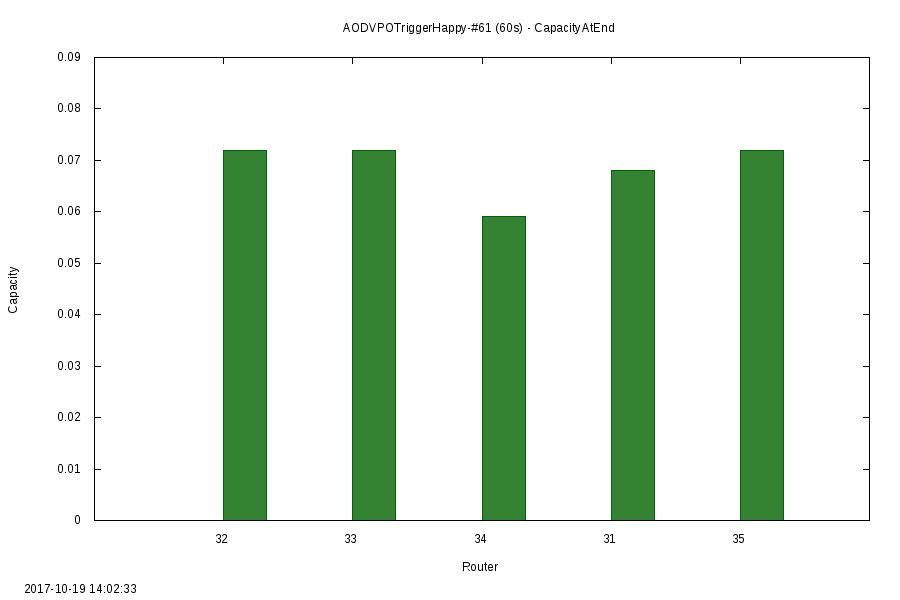 AODVPOTriggerHappy-#61 (60s) - CapacityAtEnd
0.09
0.08
0.07
0.06
0.05
0.04
0.03
0.02
0.01
0
Capacity
32 33 34 31 35
Router
2017-10-19 14:02:33